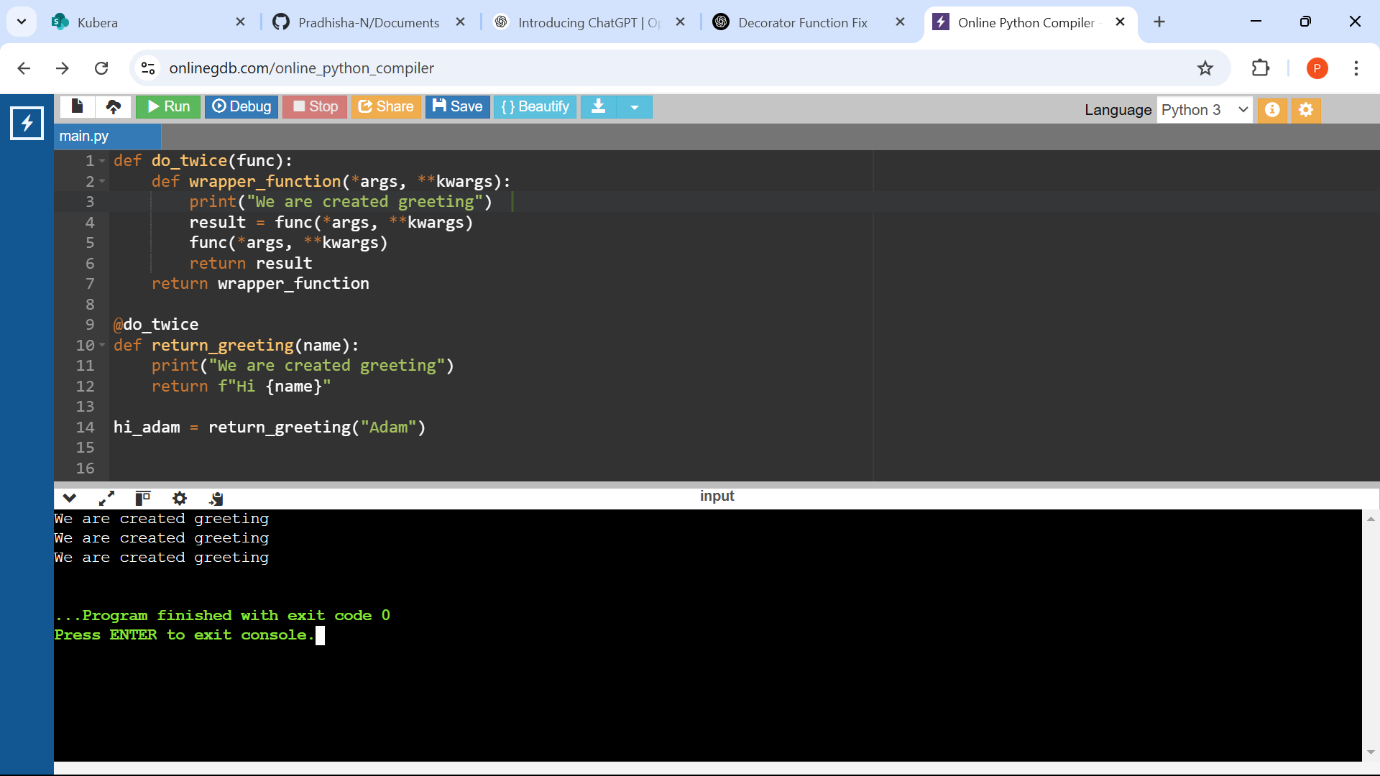 Kubera
Pradhisha-N/Documents
Introducing ChatGPT | Op
Decorator Function Fix
Online Python Compiler -
onlinegdb.com/online_python_compiler
P
Run
Debug
Stop
Share
Save
{ } Beautify
Language Python 3
main.py
1 def do_twice(func):
2 def wrapper_function(*args, **kwargs):
3 print("We are created greeting")
4 result = func(*args, **kwargs)
5 func(*args, **kwargs)
6 return result
7 return wrapper_function
8
9 @do_twice
10 def return_greeting(name):
11 print("We are created greeting")
12 return f"Hi {name}"
13
14 hi_adam = return_greeting("Adam")
15
16
input
We are created greeting
We are created greeting
We are created greeting
...Program finished with exit code 0
Press ENTER to exit console.